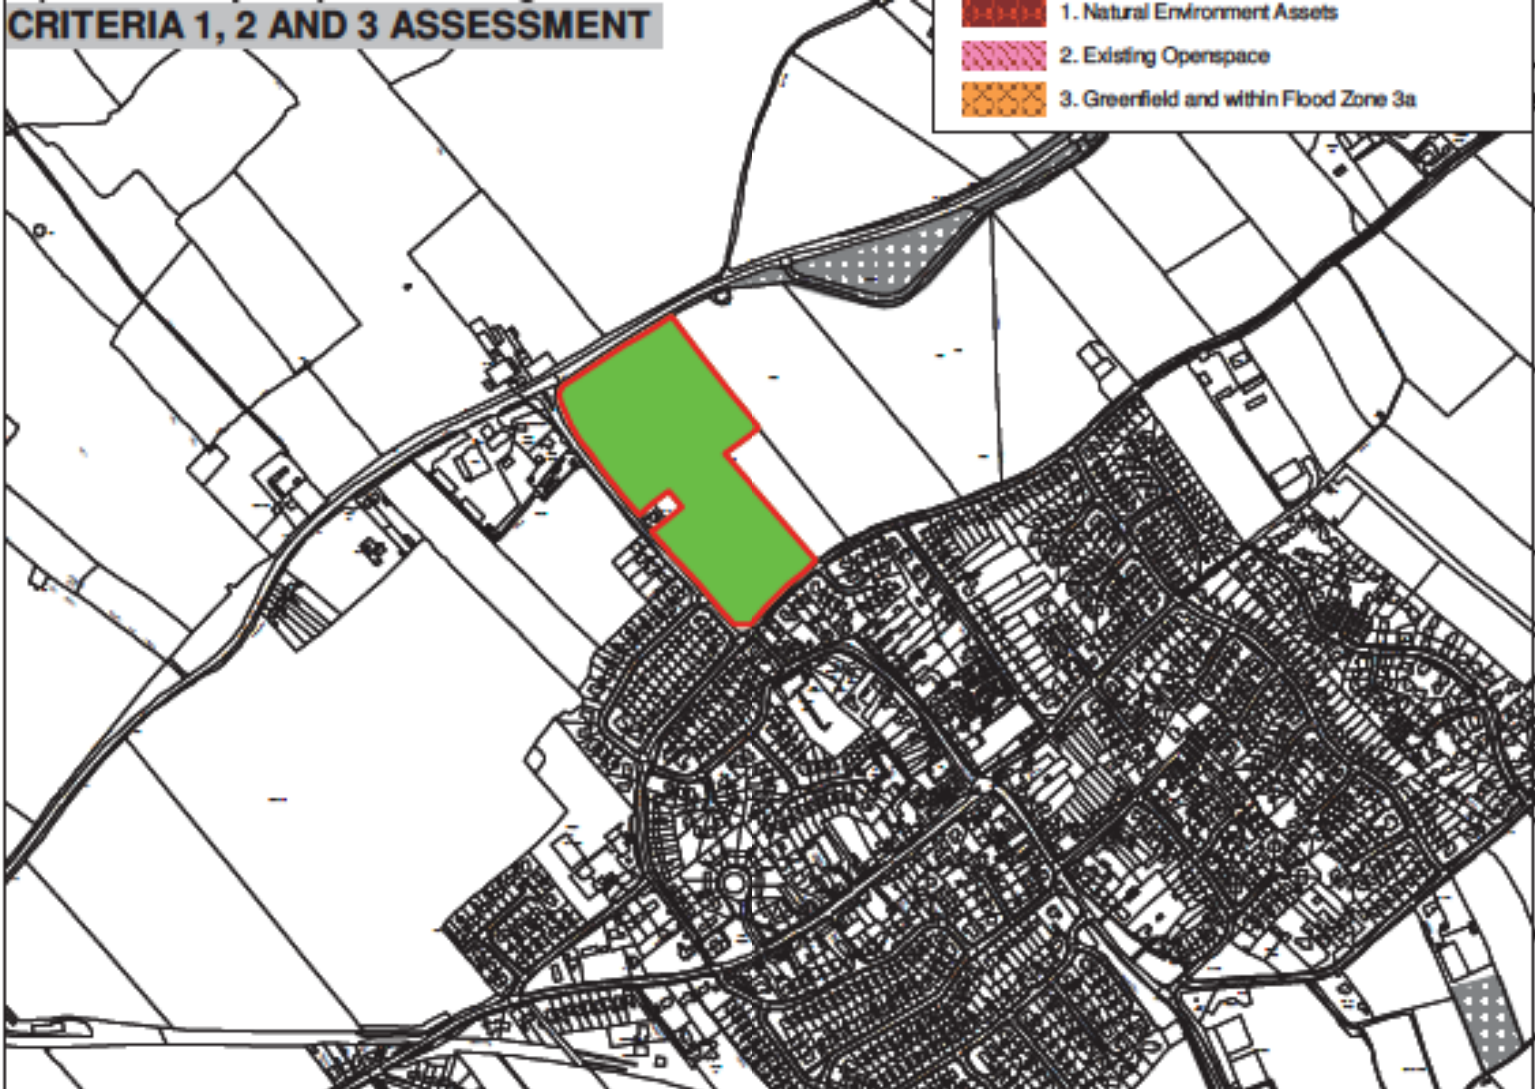 CRITERIA 1, 2 AND 3 ASSESSMENT
1. Natural Environment Assets
2. Existing Openspace
3. Greenfield and within Flood Zone 3a